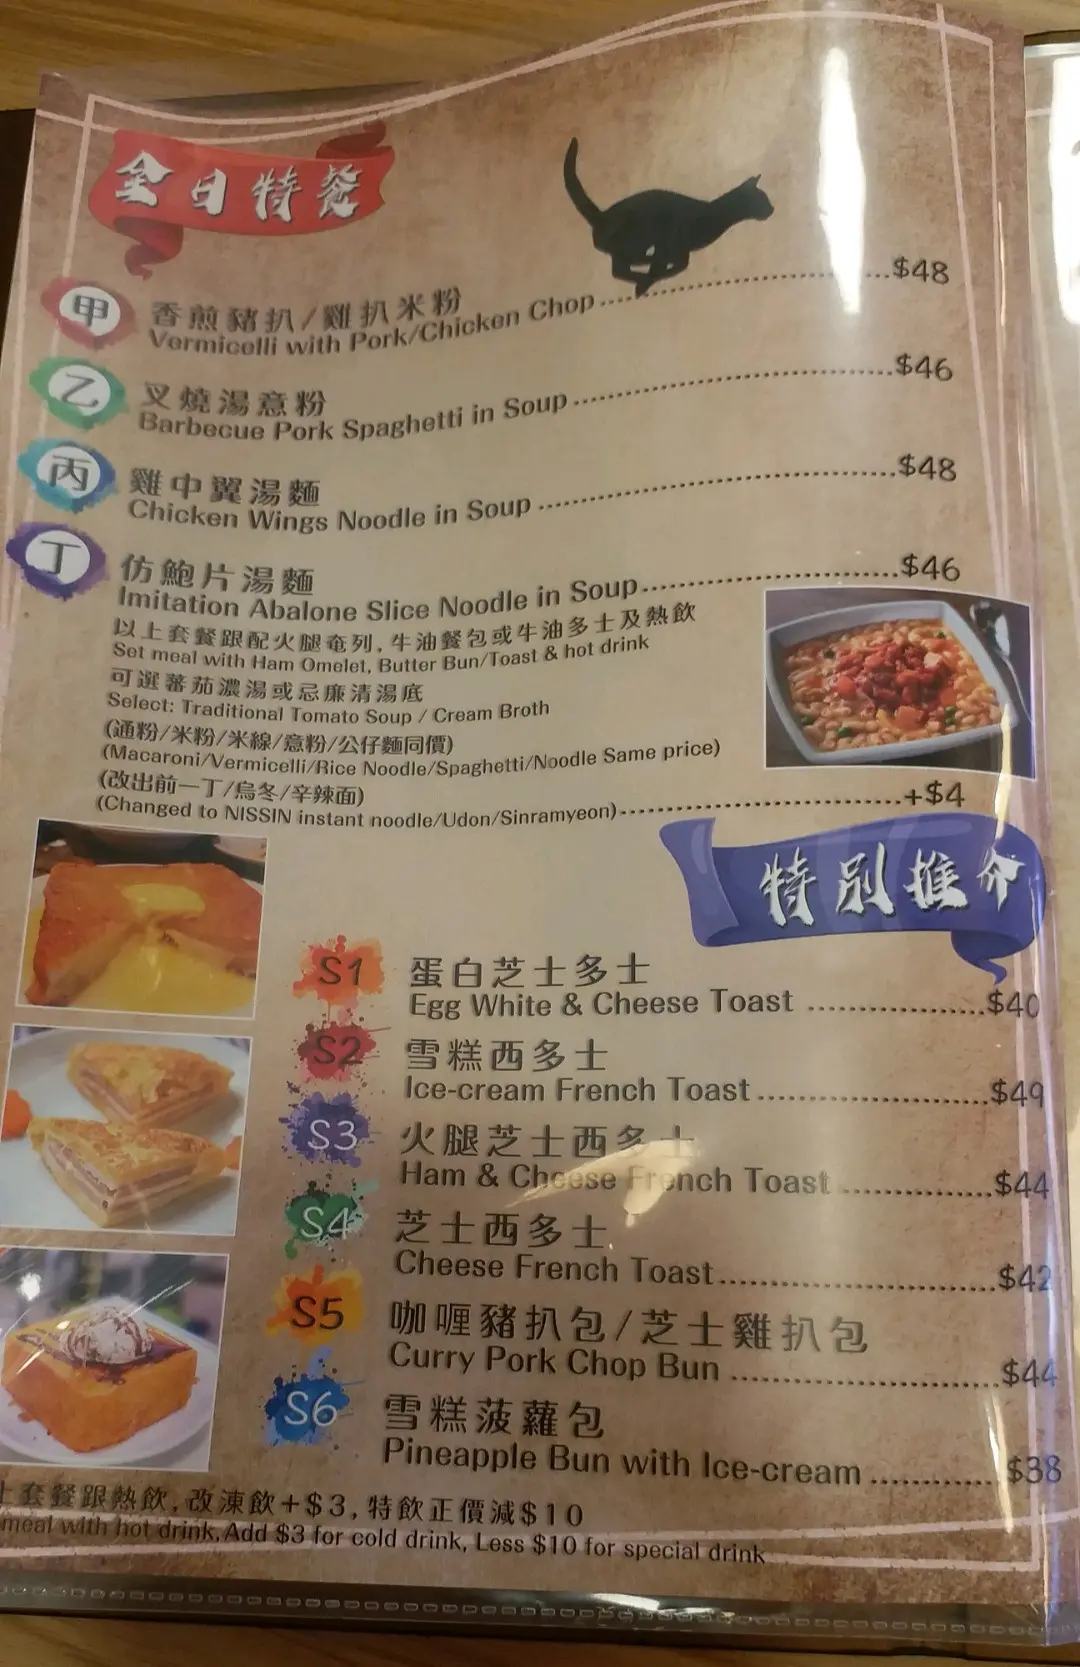 全日特餐
甲 香煎豬扒/雞扒米粉
Vermicelli with Pork/Chicken Chop ........ $48
乙 叉燒湯意粉
Barbecue Pork Spaghetti in Soup ........ $46
丙 雞中翼湯麵
Chicken Wings Noodle in Soup ........ $48
丁 仿鮑片湯麵
Imitation Abalone Slice Noodle in Soup ........ $46
以上套餐跟配火腿奄列,牛油餐包或牛油多士及熱飲
Set meal with Ham Omelet, Butter Bun/Toast & hot drink
可選蕃茄濃湯或忌廉清湯底
Select: Traditional Tomato Soup / Cream Broth
(通粉/米粉/米線/意粉/公仔麵同價)
(Macaroni/Vermicelli/Rice Noodle/Spaghetti/Noodle Same price)
(改出前一丁/烏冬/辛辣面)
(Changed to NISSIN instant noodle/Udon/Sinramyeon) ........ +$4
特別推介
S1 蛋白芝士多士
Egg White & Cheese Toast ........ $40
S2 雪糕西多士
Ice-cream French Toast ........ $49
S3 火腿芝士西多士
Ham & Cheese French Toast ........ $44
S4 芝士西多士
Cheese French Toast ........ $42
S5 咖喱豬扒包/芝士雞扒包
Curry Pork Chop Bun ........ $44
S6 雪糕菠蘿包
Pineapple Bun with Ice-cream ........ $38
上套餐跟熱飲,改凍飲+$3,特飲正價減$10
meal with hot drink, Add $3 for cold drink, Less $10 for special drink